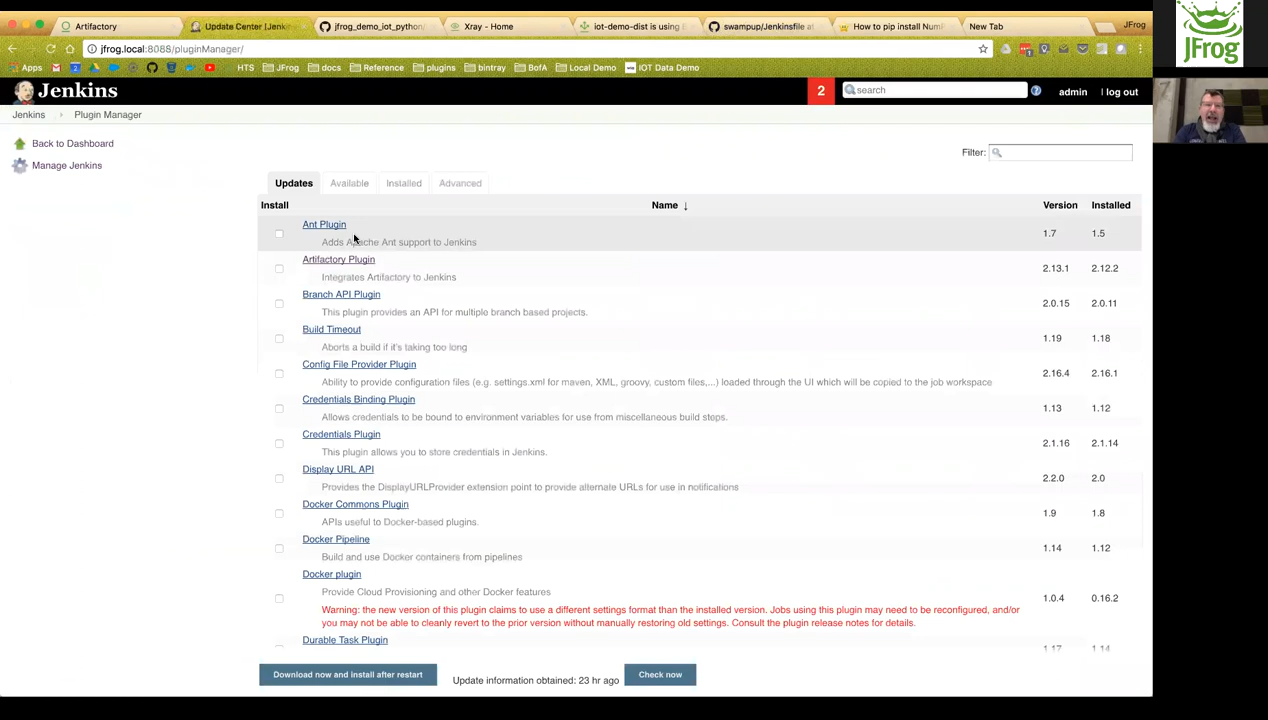 Artifactory
Update Center [Jenki
jfrog_demo_iot_python/
Xray - Home
iot-demo-dist is using
swampup/Jenkinsfile at
How to pip install Num
New Tab
JFrog
jfrog.local:8088/pluginManager/
Apps
HTS
JFrog
docs
Reference
plugins
bintray
BofA
Local Demo
IOT Data Demo
JFrog
Jenkins
2
search
admin
log out
Jenkins
Plugin Manager
Back to Dashboard
Manage Jenkins
Filter:
Updates
Available
Installed
Advanced
Install Name ↓ Version Installed
Ant Plugin
Adds Apache Ant support to Jenkins
1.7 1.5
Artifactory Plugin
Integrates Artifactory to Jenkins
2.13.1 2.12.2
Branch API Plugin
This plugin provides an API for multiple branch based projects.
2.0.15 2.0.11
Build Timeout
Aborts a build if it's taking too long
1.19 1.18
Config File Provider Plugin
Ability to provide configuration files (e.g. settings.xml for maven, XML, groovy, custom files,...) loaded through the UI which will be copied to the job workspace
2.16.4 2.16.1
Credentials Binding Plugin
Allows credentials to be bound to environment variables for use from miscellaneous build steps.
1.13 1.12
Credentials Plugin
This plugin allows you to store credentials in Jenkins.
2.1.16 2.1.14
Display URL API
Provides the DisplayURLProvider extension point to provide alternate URLs for use in notifications
2.2.0 2.0
Docker Commons Plugin
APIs useful to Docker-based plugins.
1.9 1.8
Docker Pipeline
Build and use Docker containers from pipelines
1.14 1.12
Docker plugin
Provide Cloud Provisioning and other Docker features
1.0.4 0.16.2
Warning: the new version of this plugin claims to use a different settings format than the installed version. Jobs using this plugin may need to be reconfigured, and/or
you may not be able to cleanly revert to the prior version without manually restoring old settings. Consult the plugin release notes for details.
Durable Task Plugin
1.17 1.14
Download now and install after restart
Update information obtained: 23 hr ago
Check now